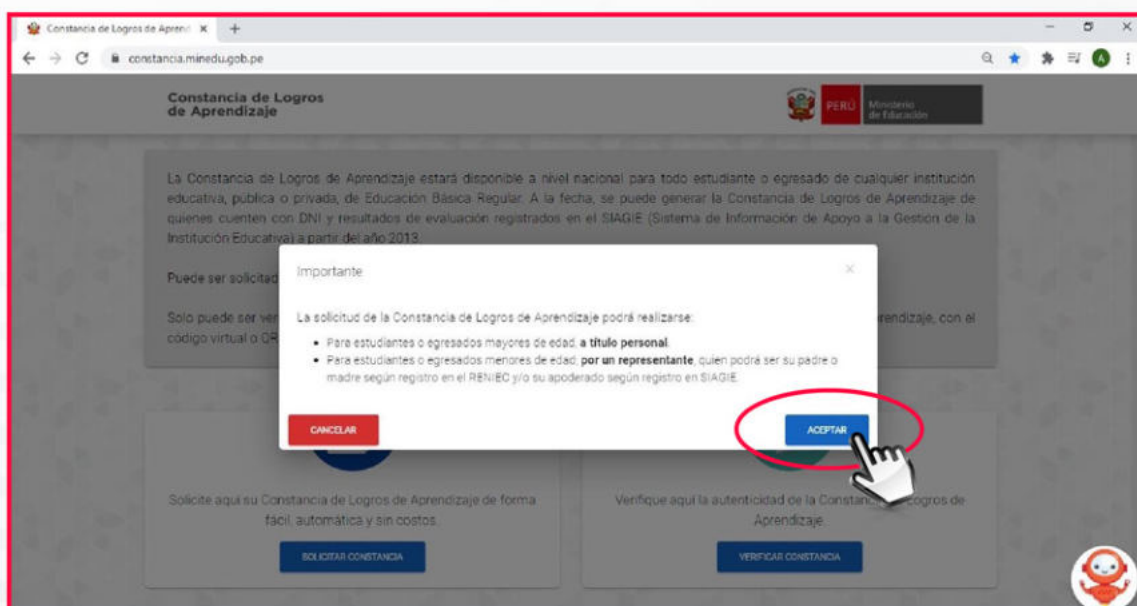 Constancia de Logros de Aprend
constancia.minedu.gob.pe
A
Constancia de Logros
de Aprendizaje
PERÚ
Ministerio
de Educación
La Constancia de Logros de Aprendizaje estará disponible a nivel nacional para todo estudiante o egresado de cualquier institución
educativa, pública o privada, de Educación Básica Regular. A la fecha, se puede generar la Constancia de Logros de Aprendizaje de
quienes cuenten con DNI y resultados de evaluación registrados en el SIAGIE (Sistema de Información de Apoyo a la Gestión de la
Institución Educativa) a partir del año 2013.
Puede ser solicitad
Solo puede ser ver
rendizaje, con el
código virtual o QR
Importante
La solicitud de la Constancia de Logros de Aprendizaje podrá realizarse:
Para estudiantes o egresados mayores de edad, a título personal.
Para estudiantes o egresados menores de edad, por un representante, quien podrá ser su padre o
madre según registro en el RENIEC y/o su apoderado según registro en SIAGIE.
CANCELAR
ACEPTAR
Solicite aquí su Constancia de Logros de Aprendizaje de forma
fácil, automática y sin costos.
SOLICITAR CONSTANCIA
Verifique aquí la autenticidad de la Constancia Logros de
Aprendizaje.
VERIFICAR CONSTANCIA